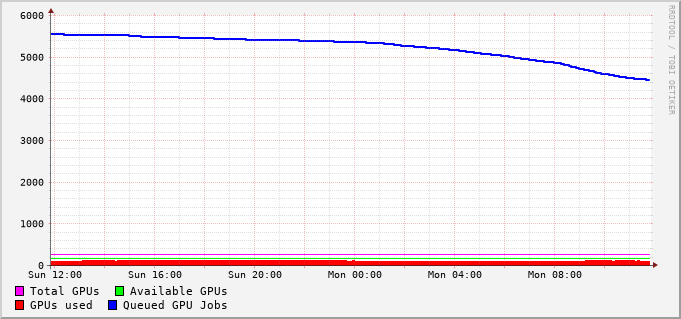 RRDTOOL / TOBI OETIKER
6000
5000
4000
3000
2000
1000
0
Sun 12:00 Sun 16:00 Sun 20:00 Mon 00:00 Mon 04:00 Mon 08:00
Total GPUs Available GPUs
GPUs used Queued GPU Jobs